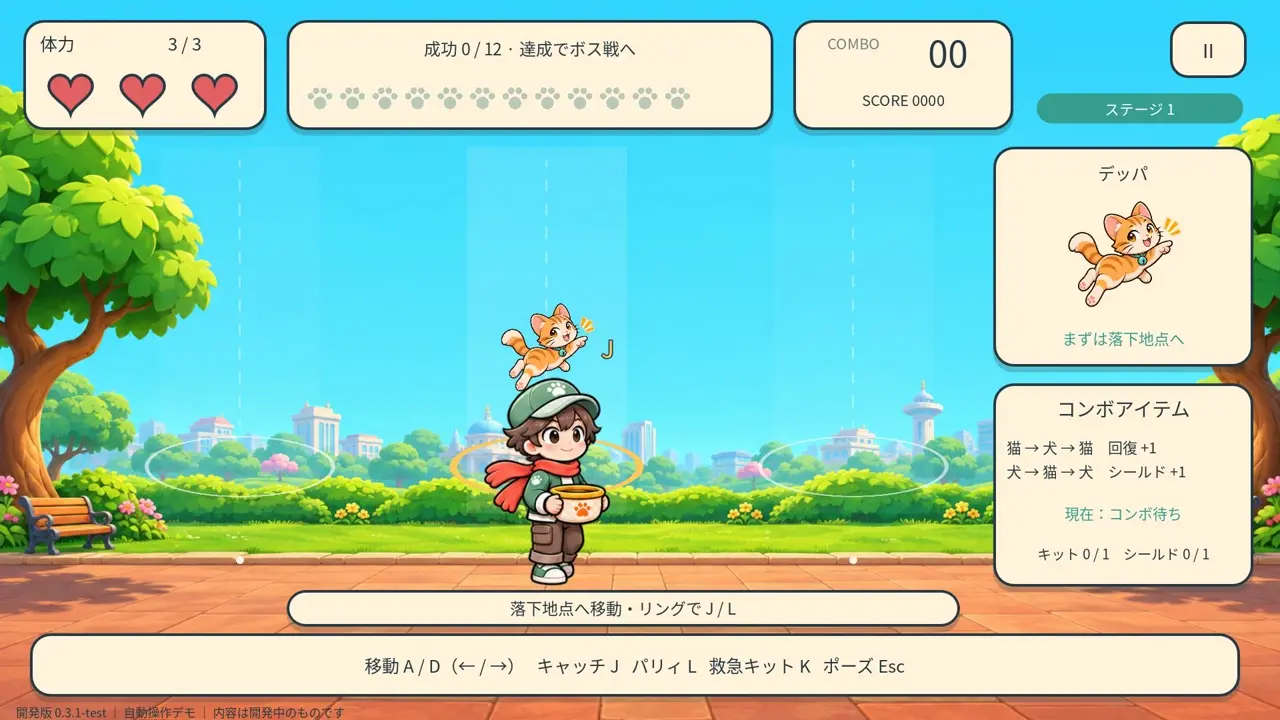 体力 3 / 3
成功 0 / 12 · 達成でボス戦へ
COMBO 00
SCORE 0000
II
ステージ 1
デッパ
まずは落下地点へ
J
コンボアイテム
猫 → 犬 → 猫 回復 +1
犬 → 猫 → 犬 シールド +1
現在：コンボ待ち
キット 0 / 1 シールド 0 / 1
落下地点へ移動・リングで J / L
移動 A / D（← / →） キャッチ J パリィ L 救急キット K ポーズ Esc
開発版 0.3.1-test ｜ 自動操作デモ ｜ 内容は開発中のものです